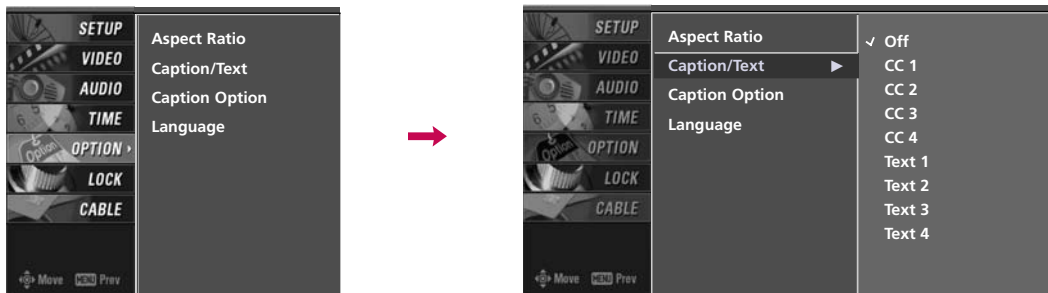 SETUP
VIDEO
AUDIO
TIME
Option
OPTION
LOCK
CABLE
Move MENU Prev
Aspect Ratio
Caption/Text
Caption Option
Language
SETUP
VIDEO
AUDIO
TIME
Option
OPTION
LOCK
CABLE
Move MENU Prev
Aspect Ratio
Caption/Text
Caption Option
Language
Off
CC 1
CC 2
CC 3
CC 4
Text 1
Text 2
Text 3
Text 4